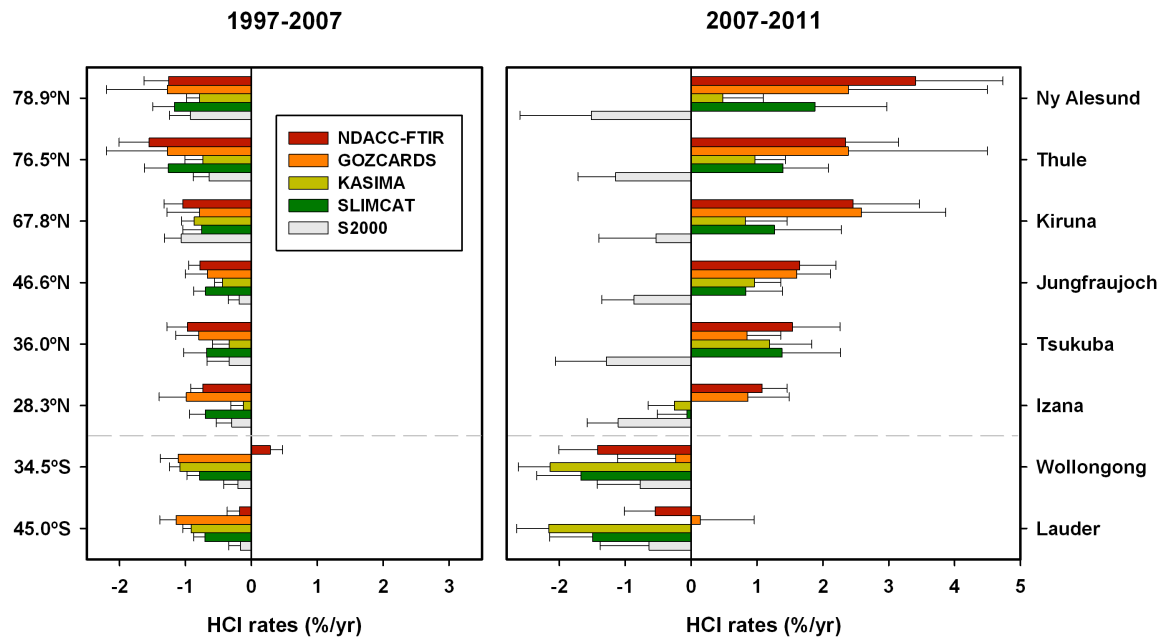 1997-2007
2007-2011
78.9ºN
76.5ºN
67.8ºN
46.6ºN
36.0ºN
28.3ºN
34.5ºS
45.0ºS
NDACC-FTIR
GOZCARDS
KASIMA
SLIMCAT
S2000
Ny Alesund
Thule
Kiruna
Jungfraujoch
Tsukuba
Izana
Wollongong
Lauder
-2 -1 0 1 2 3
-2 -1 0 1 2 3 4 5
HCl rates (%/yr)
HCl rates (%/yr)